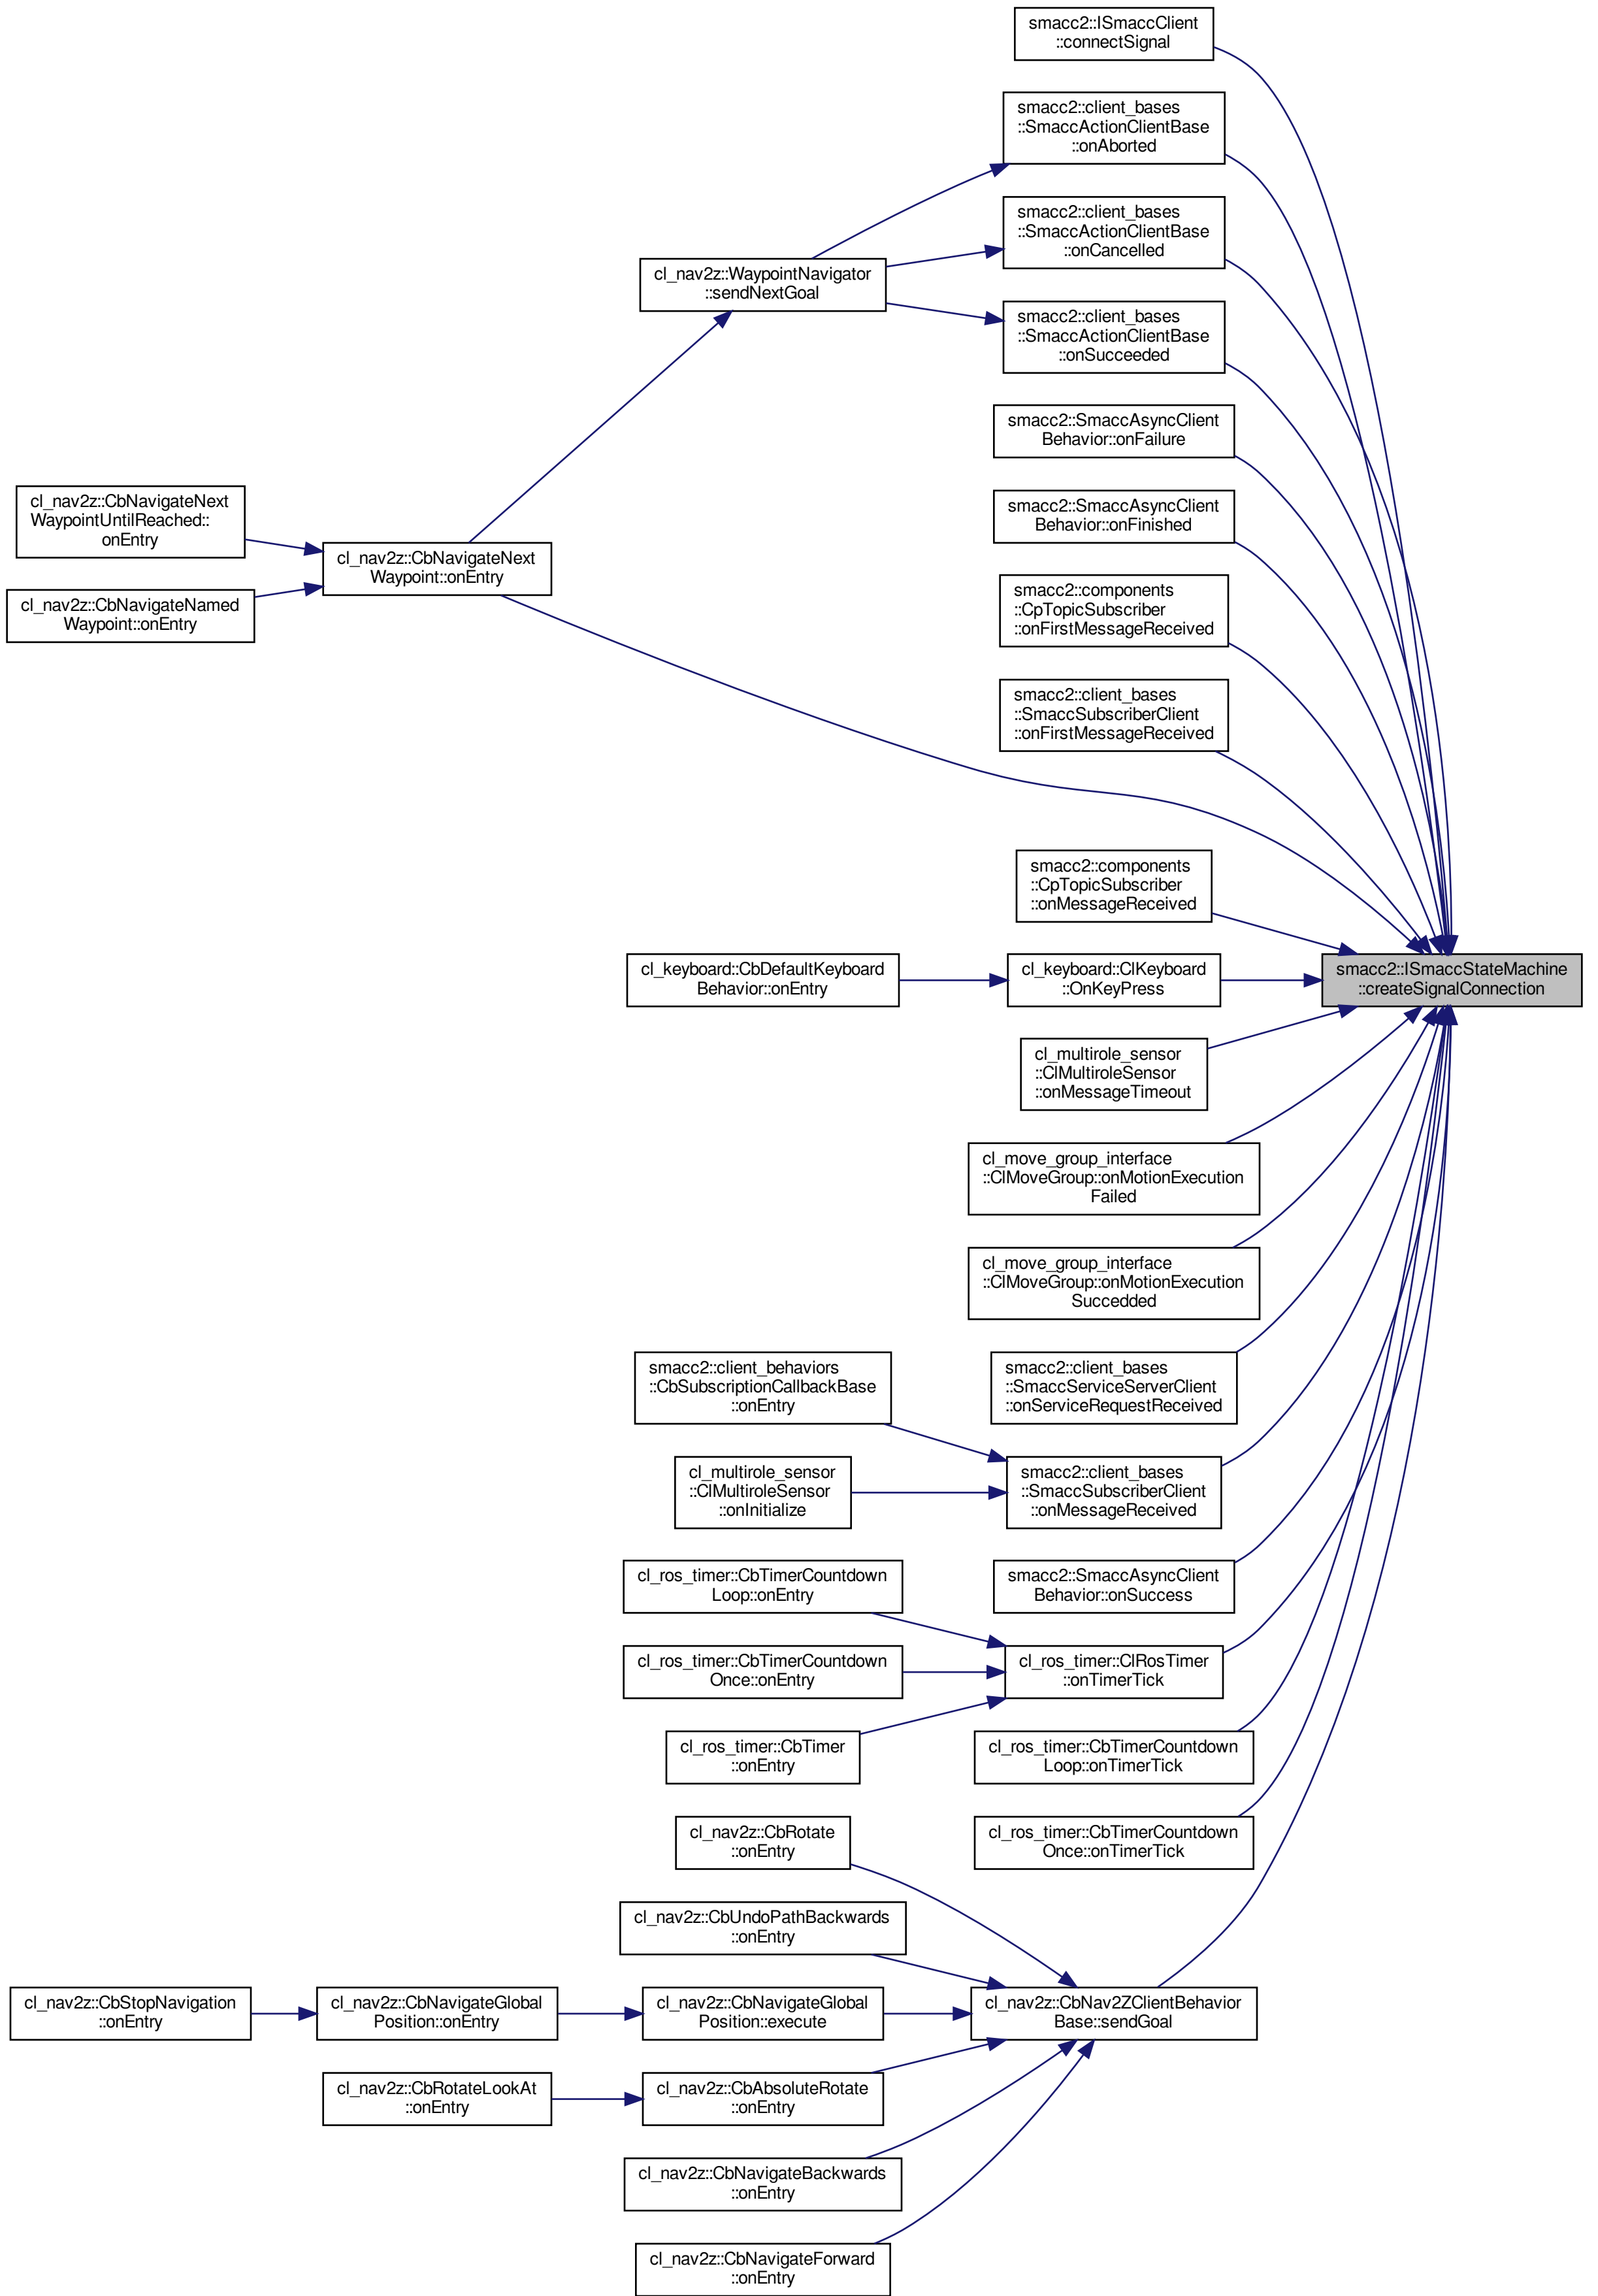 smacc2::ISmaccClient
::connectSignal
smacc2::client_bases
::SmaccActionClientBase
::onAborted
smacc2::client_bases
::SmaccActionClientBase
::onCancelled
cl_nav2z::WaypointNavigator
::sendNextGoal
smacc2::client_bases
::SmaccActionClientBase
::onSucceeded
smacc2::SmaccAsyncClient
Behavior::onFailure
cl_nav2z::CbNavigateNext
WaypointUntilReached::
onEntry
smacc2::SmaccAsyncClient
Behavior::onFinished
cl_nav2z::CbNavigateNext
Waypoint::onEntry
cl_nav2z::CbNavigateNamed
Waypoint::onEntry
smacc2::components
::CpTopicSubscriber
::onFirstMessageReceived
smacc2::client_bases
::SmaccSubscriberClient
::onFirstMessageReceived
smacc2::components
::CpTopicSubscriber
::onMessageReceived
cl_keyboard::CbDefaultKeyboard
Behavior::onEntry
cl_keyboard::ClKeyboard
::OnKeyPress
smacc2::ISmaccStateMachine
::createSignalConnection
cl_multirole_sensor
::ClMultiroleSensor
::onMessageTimeout
cl_move_group_interface
::ClMoveGroup::onMotionExecution
Failed
cl_move_group_interface
::ClMoveGroup::onMotionExecution
Succedded
smacc2::client_behaviors
::CbSubscriptionCallbackBase
::onEntry
smacc2::client_bases
::SmaccServiceServerClient
::onServiceRequestReceived
cl_multirole_sensor
::ClMultiroleSensor
::onInitialize
smacc2::client_bases
::SmaccSubscriberClient
::onMessageReceived
cl_ros_timer::CbTimerCountdown
Loop::onEntry
smacc2::SmaccAsyncClient
Behavior::onSuccess
cl_ros_timer::CbTimerCountdown
Once::onEntry
cl_ros_timer::ClRosTimer
::onTimerTick
cl_ros_timer::CbTimer
::onEntry
cl_ros_timer::CbTimerCountdown
Loop::onTimerTick
cl_nav2z::CbRotate
::onEntry
cl_ros_timer::CbTimerCountdown
Once::onTimerTick
cl_nav2z::CbUndoPathBackwards
::onEntry
cl_nav2z::CbStopNavigation
::onEntry
cl_nav2z::CbNavigateGlobal
Position::onEntry
cl_nav2z::CbNavigateGlobal
Position::execute
cl_nav2z::CbNav2ZClientBehavior
Base::sendGoal
cl_nav2z::CbRotateLookAt
::onEntry
cl_nav2z::CbAbsoluteRotate
::onEntry
cl_nav2z::CbNavigateBackwards
::onEntry
cl_nav2z::CbNavigateForward
::onEntry